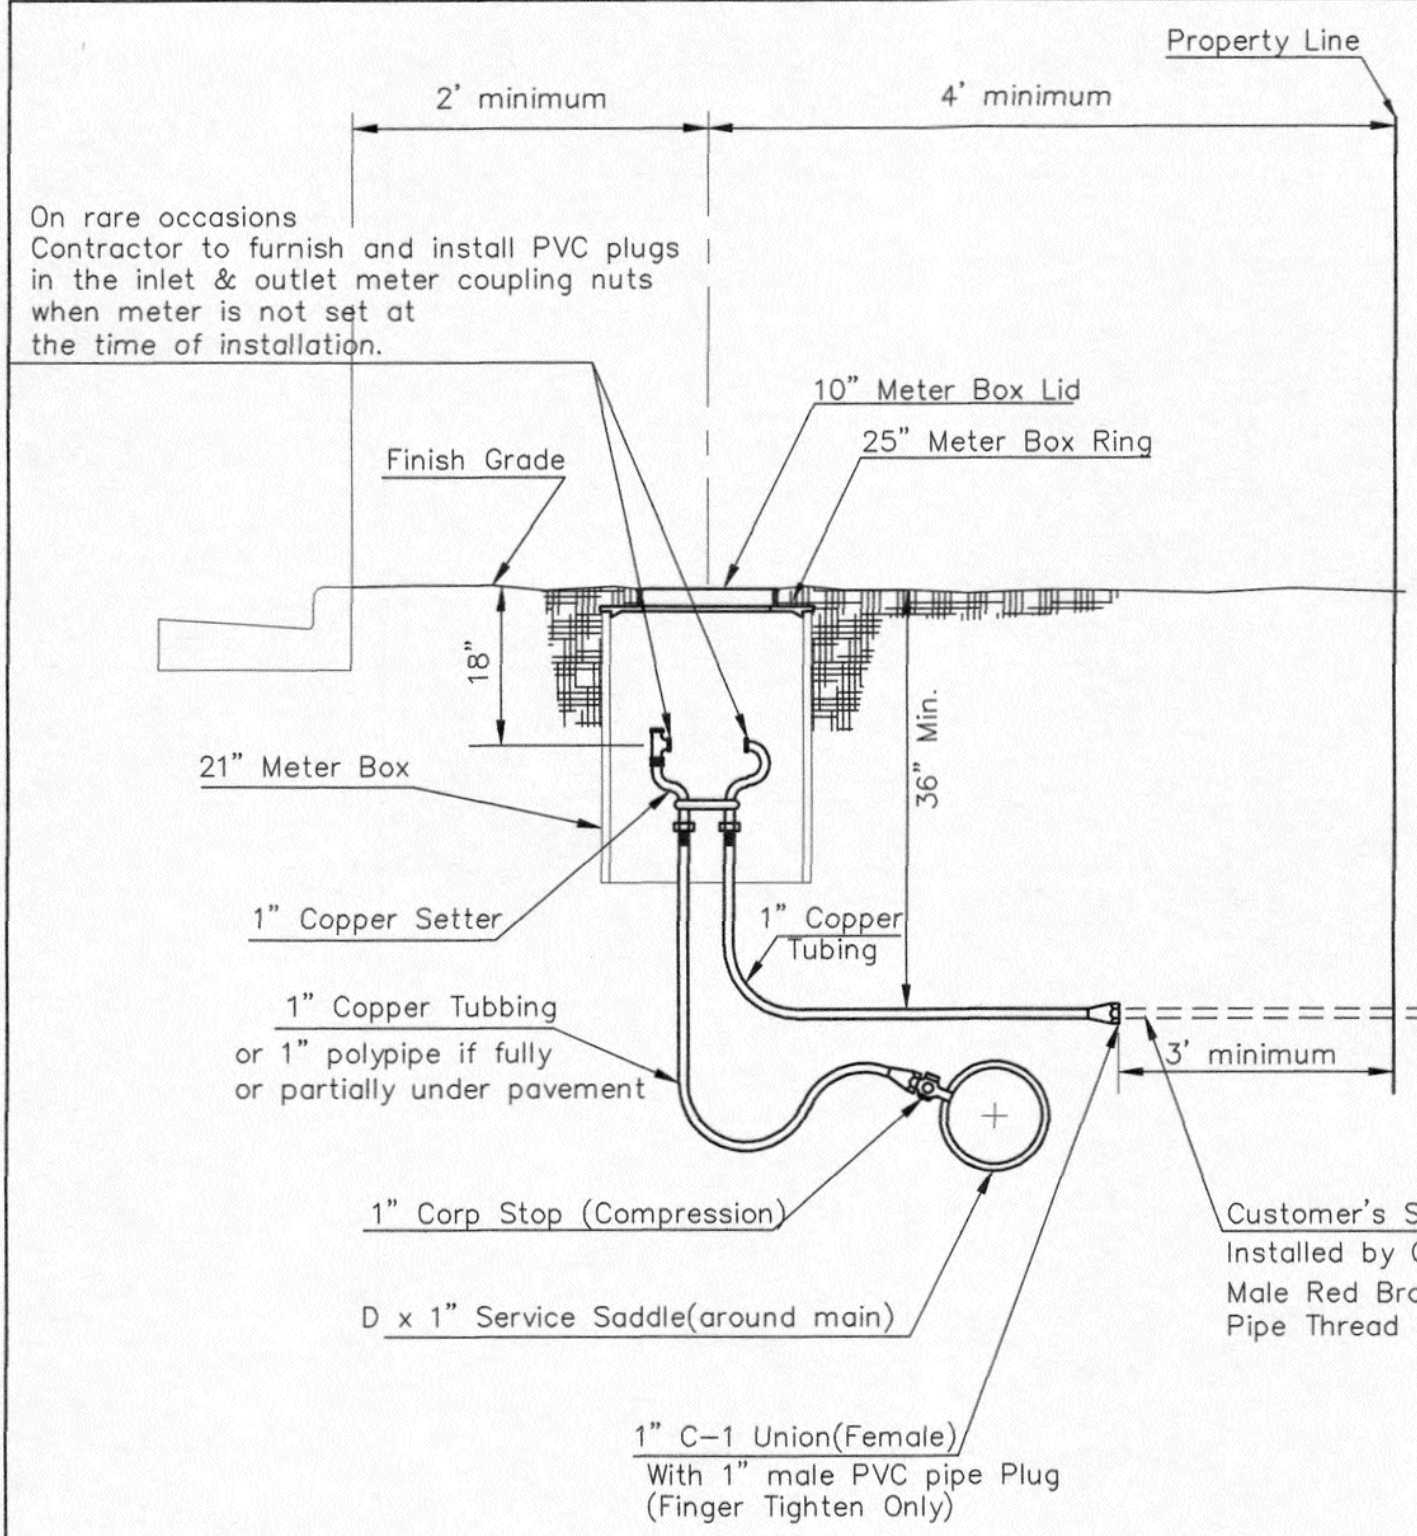 Property Line
2' minimum
4' minimum
On rare occasions
Contractor to furnish and install PVC plugs
in the inlet & outlet meter coupling nuts
when meter is not set at
the time of installation.
10" Meter Box Lid
25" Meter Box Ring
Finish Grade
18"
36" Min.
21" Meter Box
1" Copper Setter
1" Copper
Tubing
1" Copper Tubbing
or 1" polypipe if fully
or partially under pavement
3' minimum
1" Corp Stop (Compression)
D x 1" Service Saddle(around main)
Customer's
Installed by
Male Red
Pipe Thread
1" C-1 Union(Female)
With 1" male PVC pipe Plug
(Finger Tighten Only)